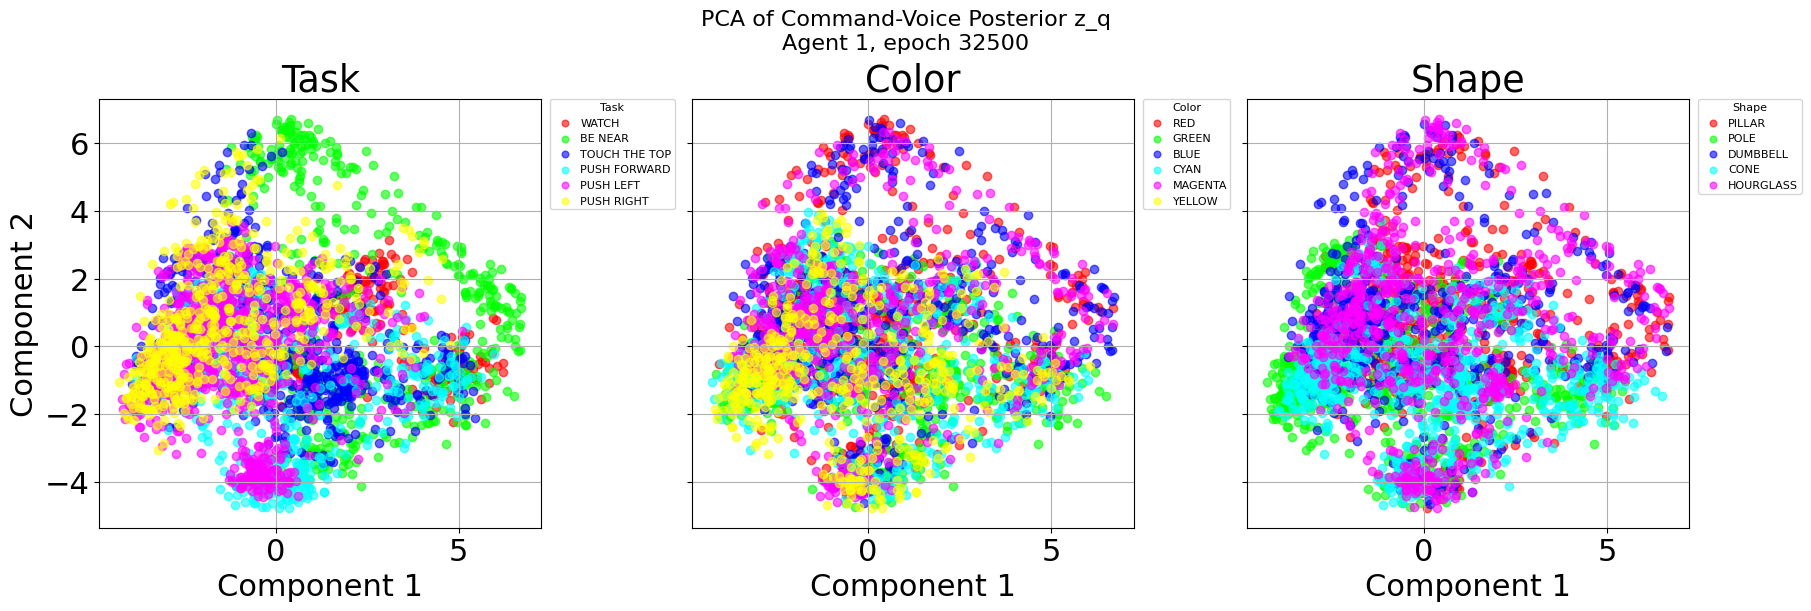 PCA of Command-Voice Posterior z_q
Agent 1, epoch 32500
Task
Color
Shape
Component 2
6
4
2
0
−2
−4
0
5
Component 1
Task
WATCH
BE NEAR
TOUCH THE TOP
PUSH FORWARD
PUSH LEFT
PUSH RIGHT
0
5
Component 1
Color
RED
GREEN
BLUE
CYAN
MAGENTA
YELLOW
0
5
Component 1
Shape
PILLAR
POLE
DUMBBELL
CONE
HOURGLASS